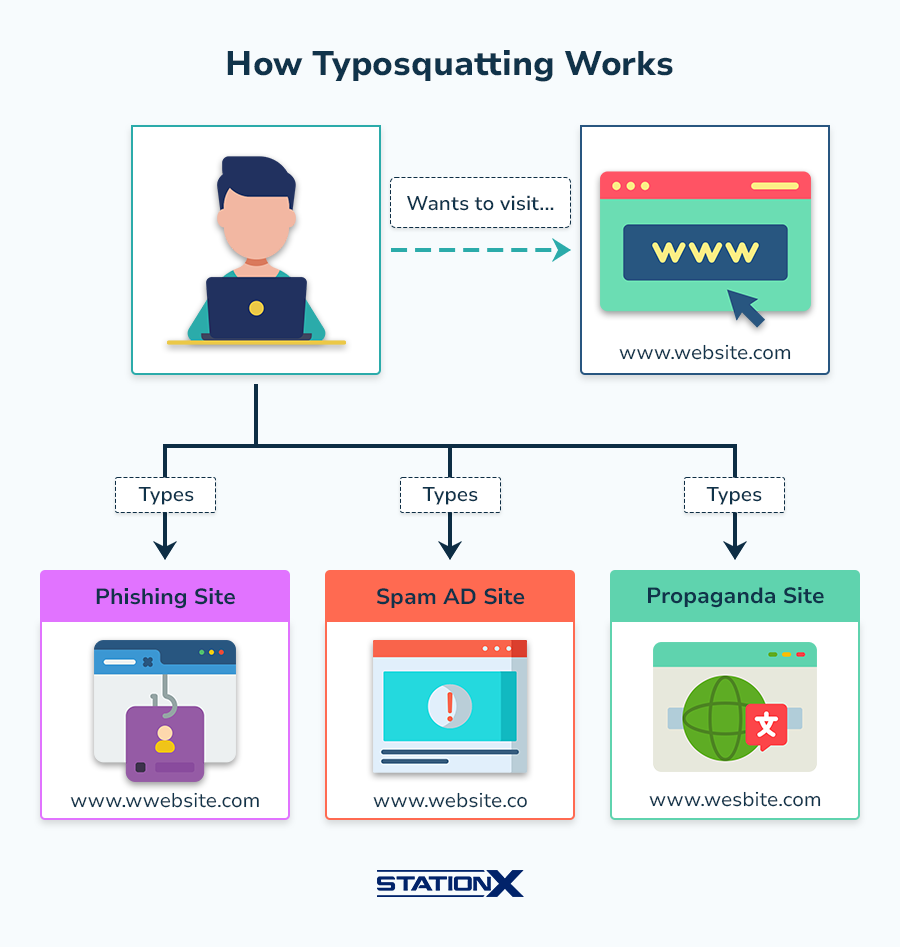 How Typosquatting Works
Wants to visit...
www
www.website.com
Types
Types
Types
Phishing Site
Spam AD Site
Propaganda Site
!
文
www.wwebsite.com
www.website.co
www.wesbite.com
STATIONX